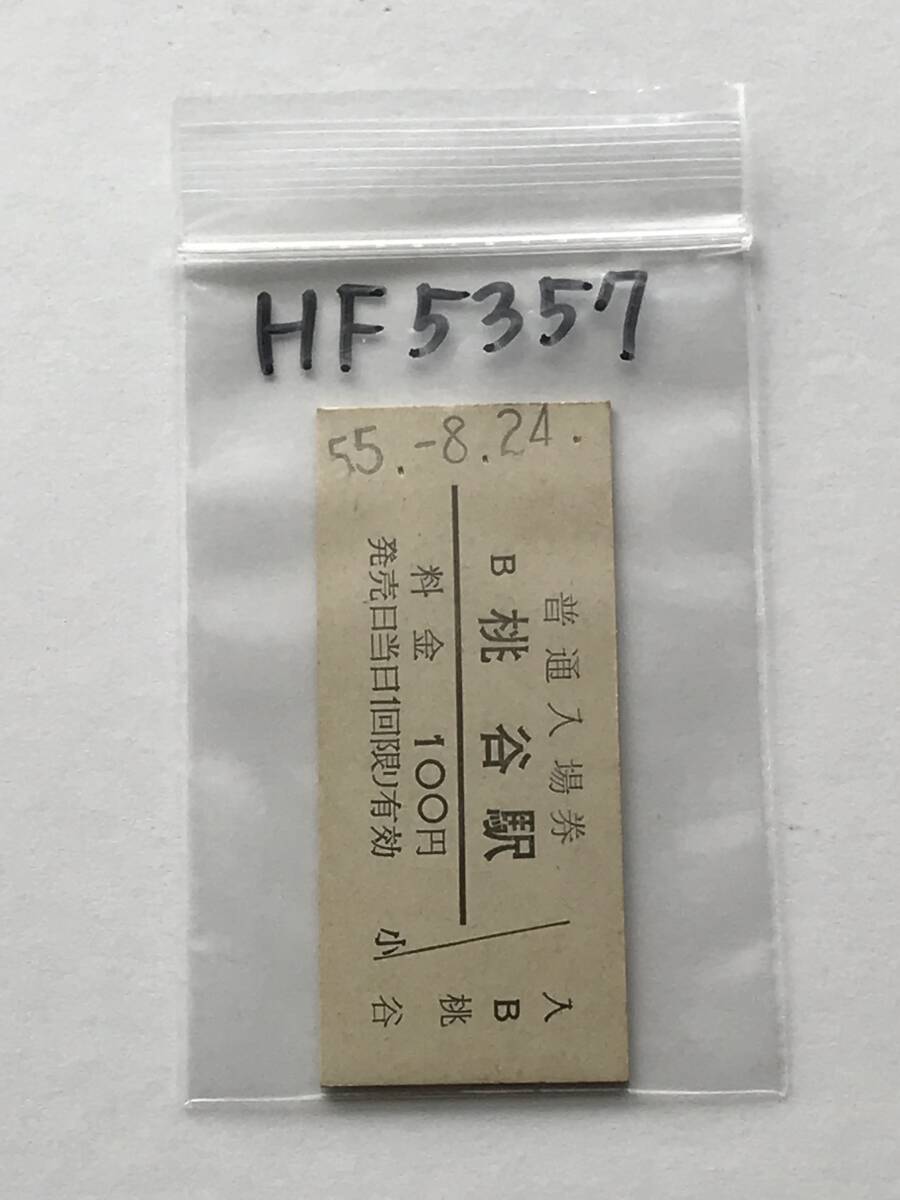 HF5357
55.-8.24.
普通入場券
B 桃谷駅
料金 100円
発売日当日1回限り有効
小
入
B
桃
谷